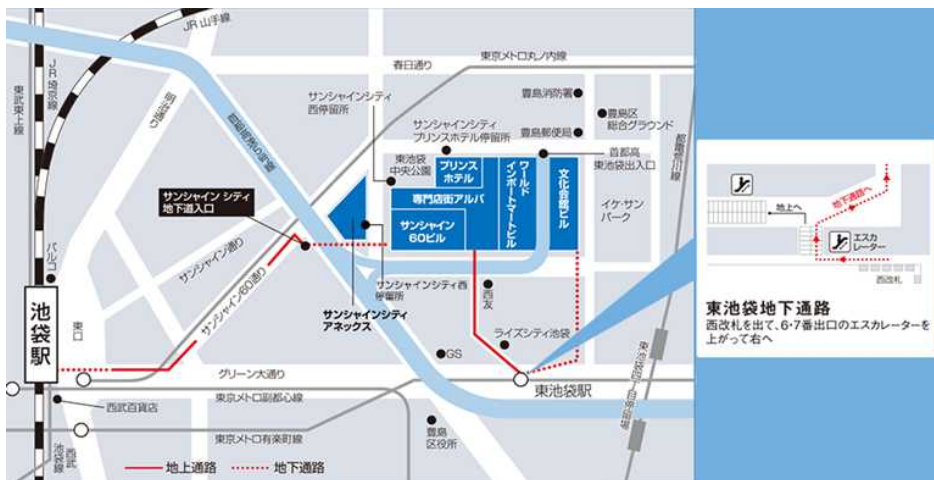 JR 山手線
JR埼京線
東武東上線
明治通り
春日通り
東京メトロ丸ノ内線
サンシャインシティ
西停留所
豊島消防署
豊島区
総合グラウンド
サンシャインシティ
プリンスホテル停留所
豊島郵便局
首都高
東池袋出入口
都電荒川線
東池袋
中央公園
プリンス
ホテル
ワールド
インポートマートビル
文化会館ビル
専門店街アルパ
サンシャイン
60ビル
イケ・サン
パーク
サンシャイン シティ
地下道入口
サンシャイン通り
サンシャイン60通り
パルコ
池袋駅
東口
サンシャインシティ
アネックス
サンシャインシティ西
停留所
西友
ライズシティ池袋
GS
グリーン大通り
東池袋駅
西武百貨店
東京メトロ副都心線
東京メトロ有楽町線
豊島
区役所
西武
池袋線
地上通路
地下通路
地下通路へ
地上へ
エスカ
レーター
西改札
東池袋地下通路
西改札を出て、6・7番出口のエスカレーターを
上がって右へ